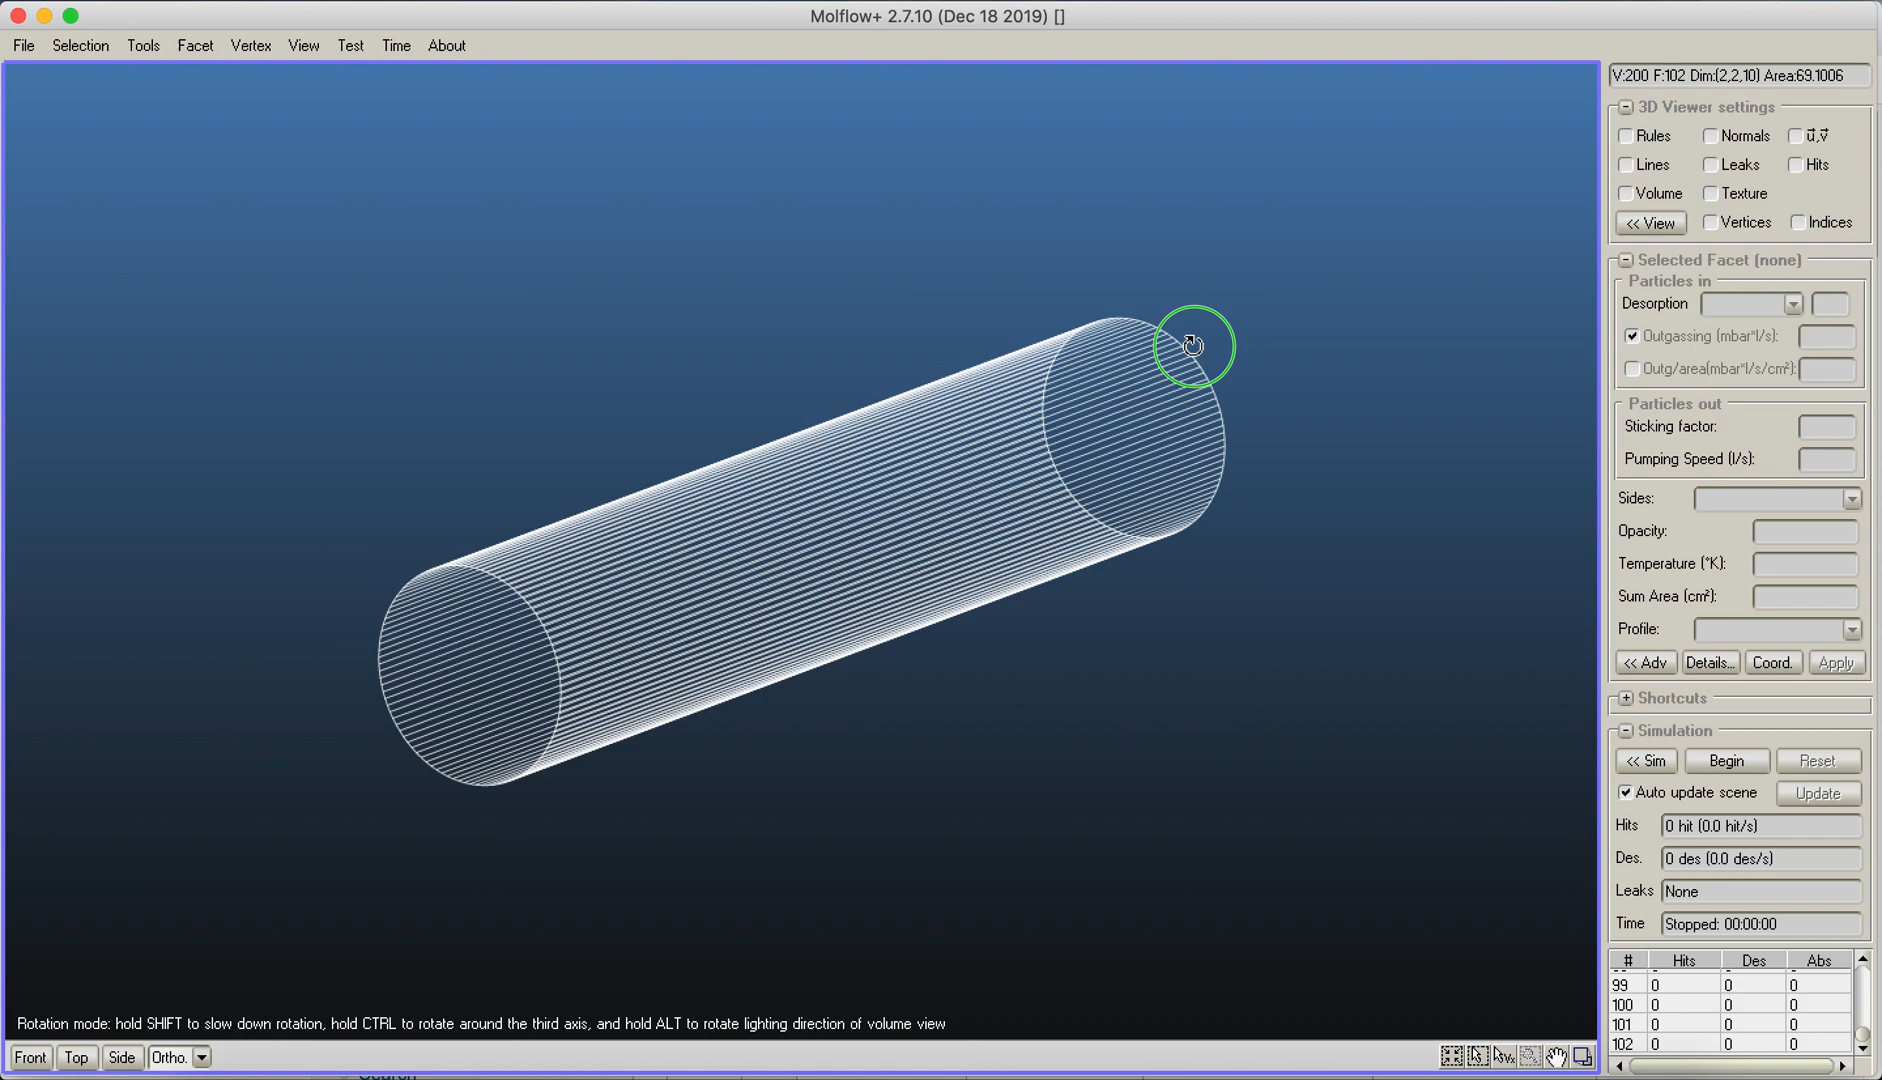 Molflow+ 2.7.10 (Dec 18 2019) []
File Selection Tools Facet Vertex View Test Time About
V:200 F:102 Dim:(2,2,10) Area:69.1006
3D Viewer settings
Rules Normals u,v
Lines Leaks Hits
Volume Texture
<< View Vertices Indices
Selected Facet (none)
Particles in
Desorption
Outgassing (mbar*l/s):
Outg/area(mbar*l/s/cm²):
Particles out
Sticking factor:
Pumping Speed (l/s):
Sides:
Opacity:
Temperature (°K):
Sum Area (cm²):
Profile:
<< Adv Details... Coord. Apply
Shortcuts
Simulation
<< Sim Begin Reset
Auto update scene Update
Hits 0 hit (0.0 hit/s)
Des. 0 des (0.0 des/s)
Leaks None
Time Stopped: 00:00:00
# Hits Des Abs
99 0 0 0
100 0 0 0
101 0 0 0
102 0 0 0
Rotation mode: hold SHIFT to slow down rotation, hold CTRL to rotate around the third axis, and hold ALT to rotate lighting direction of volume view
Front Top Side Ortho.